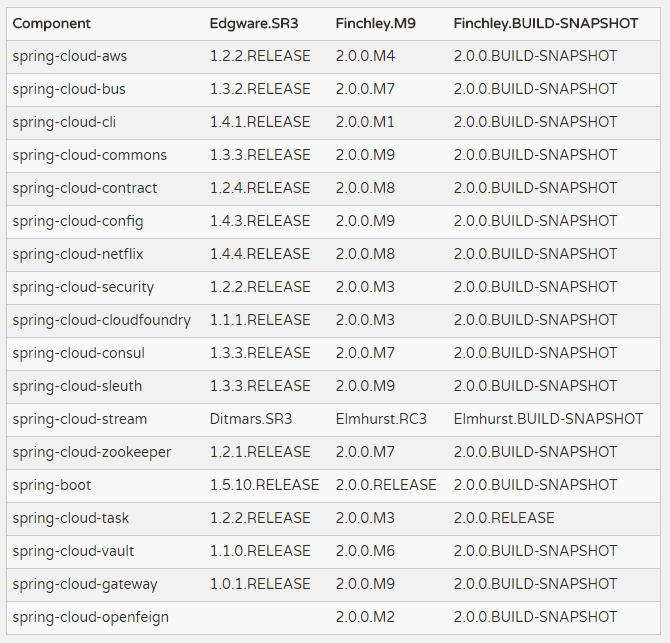 Component Edgware.SR3 Finchley.M9 Finchley.BUILD-SNAPSHOT
spring-cloud-aws 1.2.2.RELEASE 2.0.0.M4 2.0.0.BUILD-SNAPSHOT
spring-cloud-bus 1.3.2.RELEASE 2.0.0.M7 2.0.0.BUILD-SNAPSHOT
spring-cloud-cli 1.4.1.RELEASE 2.0.0.M1 2.0.0.BUILD-SNAPSHOT
spring-cloud-commons 1.3.3.RELEASE 2.0.0.M9 2.0.0.BUILD-SNAPSHOT
spring-cloud-contract 1.2.4.RELEASE 2.0.0.M8 2.0.0.BUILD-SNAPSHOT
spring-cloud-config 1.4.3.RELEASE 2.0.0.M9 2.0.0.BUILD-SNAPSHOT
spring-cloud-netflix 1.4.4.RELEASE 2.0.0.M8 2.0.0.BUILD-SNAPSHOT
spring-cloud-security 1.2.2.RELEASE 2.0.0.M3 2.0.0.BUILD-SNAPSHOT
spring-cloud-cloudfoundry 1.1.1.RELEASE 2.0.0.M3 2.0.0.BUILD-SNAPSHOT
spring-cloud-consul 1.3.3.RELEASE 2.0.0.M7 2.0.0.BUILD-SNAPSHOT
spring-cloud-sleuth 1.3.3.RELEASE 2.0.0.M9 2.0.0.BUILD-SNAPSHOT
spring-cloud-stream Ditmars.SR3 Elmhurst.RC3 Elmhurst.BUILD-SNAPSHOT
spring-cloud-zookeeper 1.2.1.RELEASE 2.0.0.M7 2.0.0.BUILD-SNAPSHOT
spring-boot 1.5.10.RELEASE 2.0.0.RELEASE 2.0.0.BUILD-SNAPSHOT
spring-cloud-task 1.2.2.RELEASE 2.0.0.M3 2.0.0.RELEASE
spring-cloud-vault 1.1.0.RELEASE 2.0.0.M6 2.0.0.BUILD-SNAPSHOT
spring-cloud-gateway 1.0.1.RELEASE 2.0.0.M9 2.0.0.BUILD-SNAPSHOT
spring-cloud-openfeign 2.0.0.M2 2.0.0.BUILD-SNAPSHOT